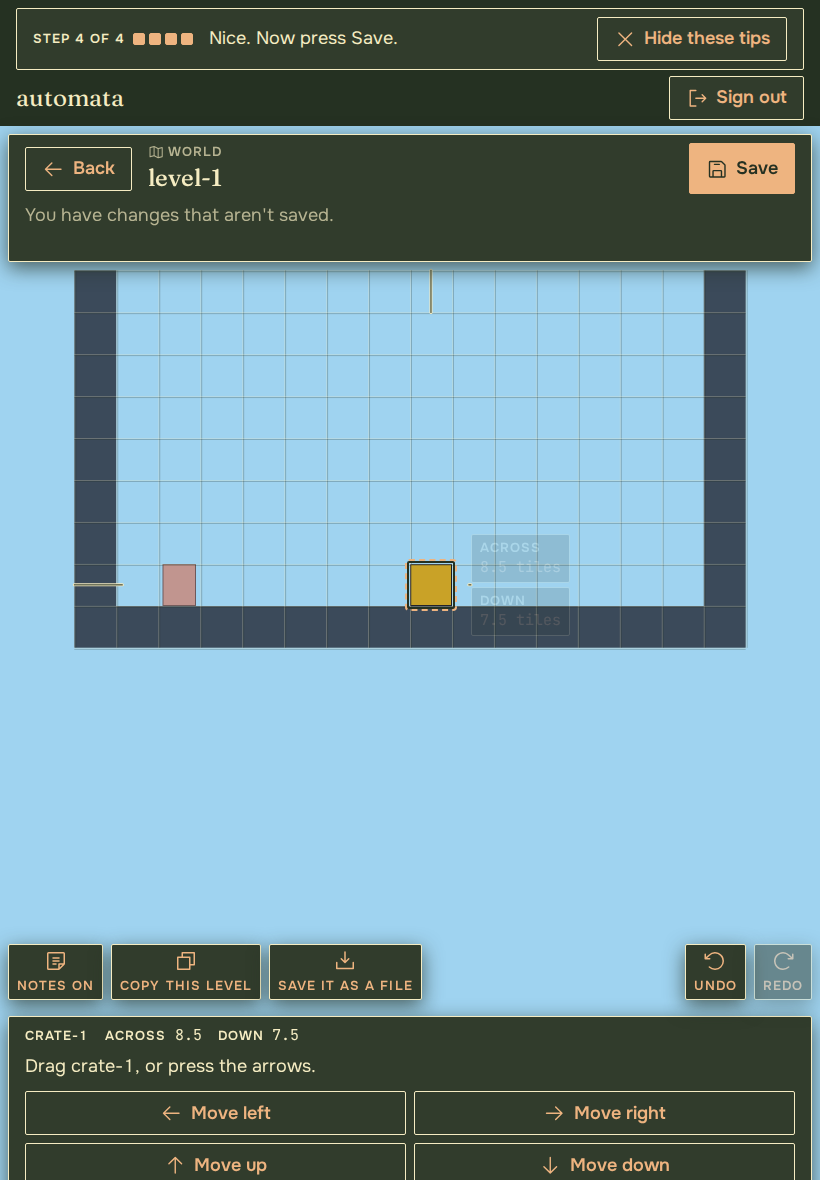 STEP 4 OF 4 Nice. Now press Save. Hide these tips
automata Sign out
Back WORLD Save
level-1
You have changes that aren't saved.
ACROSS
8.5 tiles
DOWN
7.5 tiles
NOTES ON COPY THIS LEVEL SAVE IT AS A FILE UNDO REDO
CRATE-1 ACROSS 8.5 DOWN 7.5
Drag crate-1, or press the arrows.
Move left Move right
Move up Move down